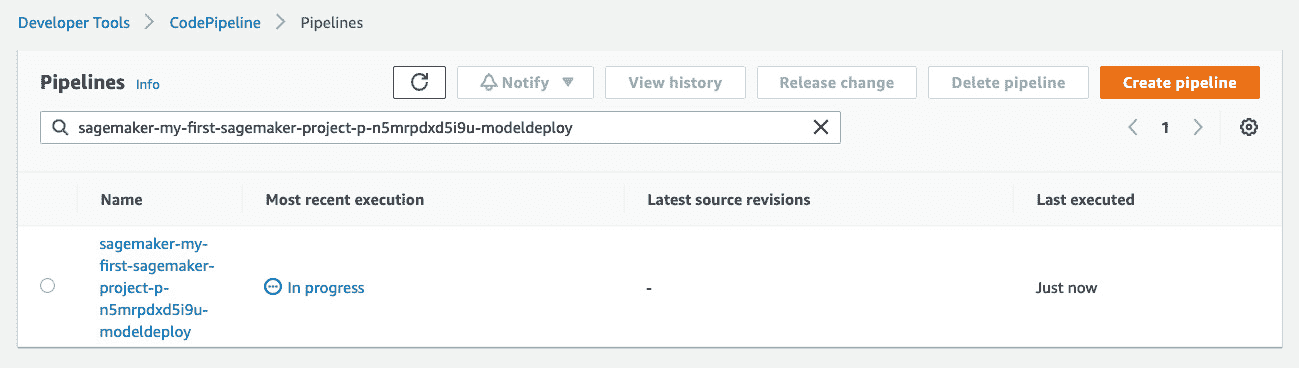 Developer Tools > CodePipeline > Pipelines
Pipelines Info Notify View history Release change Delete pipeline Create pipeline
sagemaker-my-first-sagemaker-project-p-n5mrpdxd5i9u-modeldeploy 1
Name Most recent execution Latest source revisions Last executed
sagemaker-my-
first-sagemaker-
project-p- In progress - Just now
n5mrpdxd5i9u-
modeldeploy